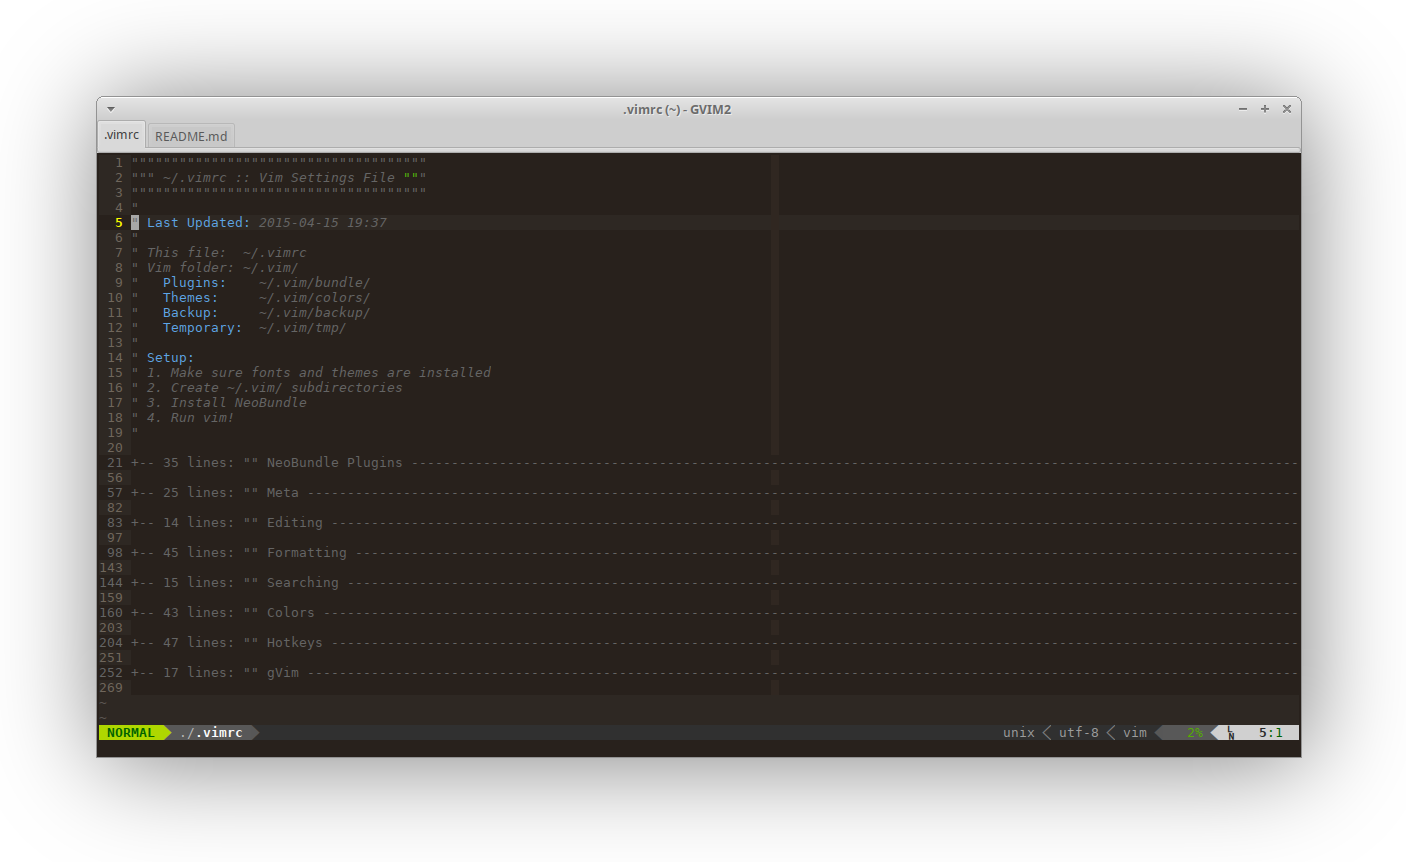 .vimrc (~) - GVIM2
.vimrc README.md
1 """""""""""""""""""""""""""""""""""""
2 """ ~/.vimrc :: Vim Settings File """
3 """""""""""""""""""""""""""""""""""""
4 "
5 " Last Updated: 2015-04-15 19:37
6 "
7 " This file:  ~/.vimrc
8 " Vim folder: ~/.vim/
9 "   Plugins:    ~/.vim/bundle/
10 "   Themes:     ~/.vim/colors/
11 "   Backup:     ~/.vim/backup/
12 "   Temporary:  ~/.vim/tmp/
13 "
14 " Setup:
15 " 1. Make sure fonts and themes are installed
16 " 2. Create ~/.vim/ subdirectories
17 " 3. Install NeoBundle
18 " 4. Run vim!
19 "
20
21 +-- 35 lines: "" NeoBundle Plugins ---------------------------------------------------------------------------------------------------------------
56
57 +-- 25 lines: "" Meta ----------------------------------------------------------------------------------------------------------------------------
82
83 +-- 14 lines: "" Editing -------------------------------------------------------------------------------------------------------------------------
97
98 +-- 45 lines: "" Formatting ----------------------------------------------------------------------------------------------------------------------
143
144 +-- 15 lines: "" Searching -----------------------------------------------------------------------------------------------------------------------
159
160 +-- 43 lines: "" Colors --------------------------------------------------------------------------------------------------------------------------
203
204 +-- 47 lines: "" Hotkeys -------------------------------------------------------------------------------------------------------------------------
251
252 +-- 17 lines: "" gVim ----------------------------------------------------------------------------------------------------------------------------
269
~
~
NORMAL ./.vimrc unix utf-8 vim 2% LN 5:1